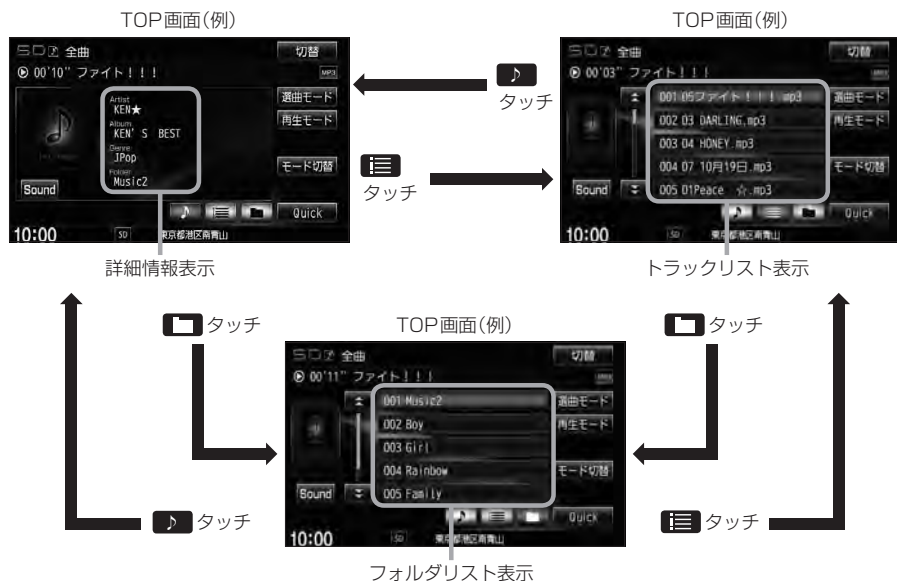 TOP画面(例)
全曲
切替
00'10" ファイト!!!
MP3
Artist
KEN★
Album
KEN'S BEST
Genre
JPop
Folder
Music2
選曲モード
再生モード
モード切替
Sound
Quick
10:00
SD
東京都港区南青山
詳細情報表示
♪ タッチ
タッチ
TOP画面(例)
全曲
切替
00'03" ファイト!!!
001 05ファイト!!!.mp3
002 03 DARLING.mp3
003 04 HONEY.mp3
004 07 10月19日.mp3
005 01Peace ☆.mp3
選曲モード
再生モード
モード切替
Sound
Quick
10:00
SD
東京都港区南青山
トラックリスト表示
タッチ
タッチ
TOP画面(例)
全曲
切替
00'11" ファイト!!!
001 Music2
002 Boy
003 Girl
004 Rainbow
005 Family
選曲モード
再生モード
モード切替
Sound
Quick
10:00
SD
東京都港区南青山
♪ タッチ
タッチ
フォルダリスト表示